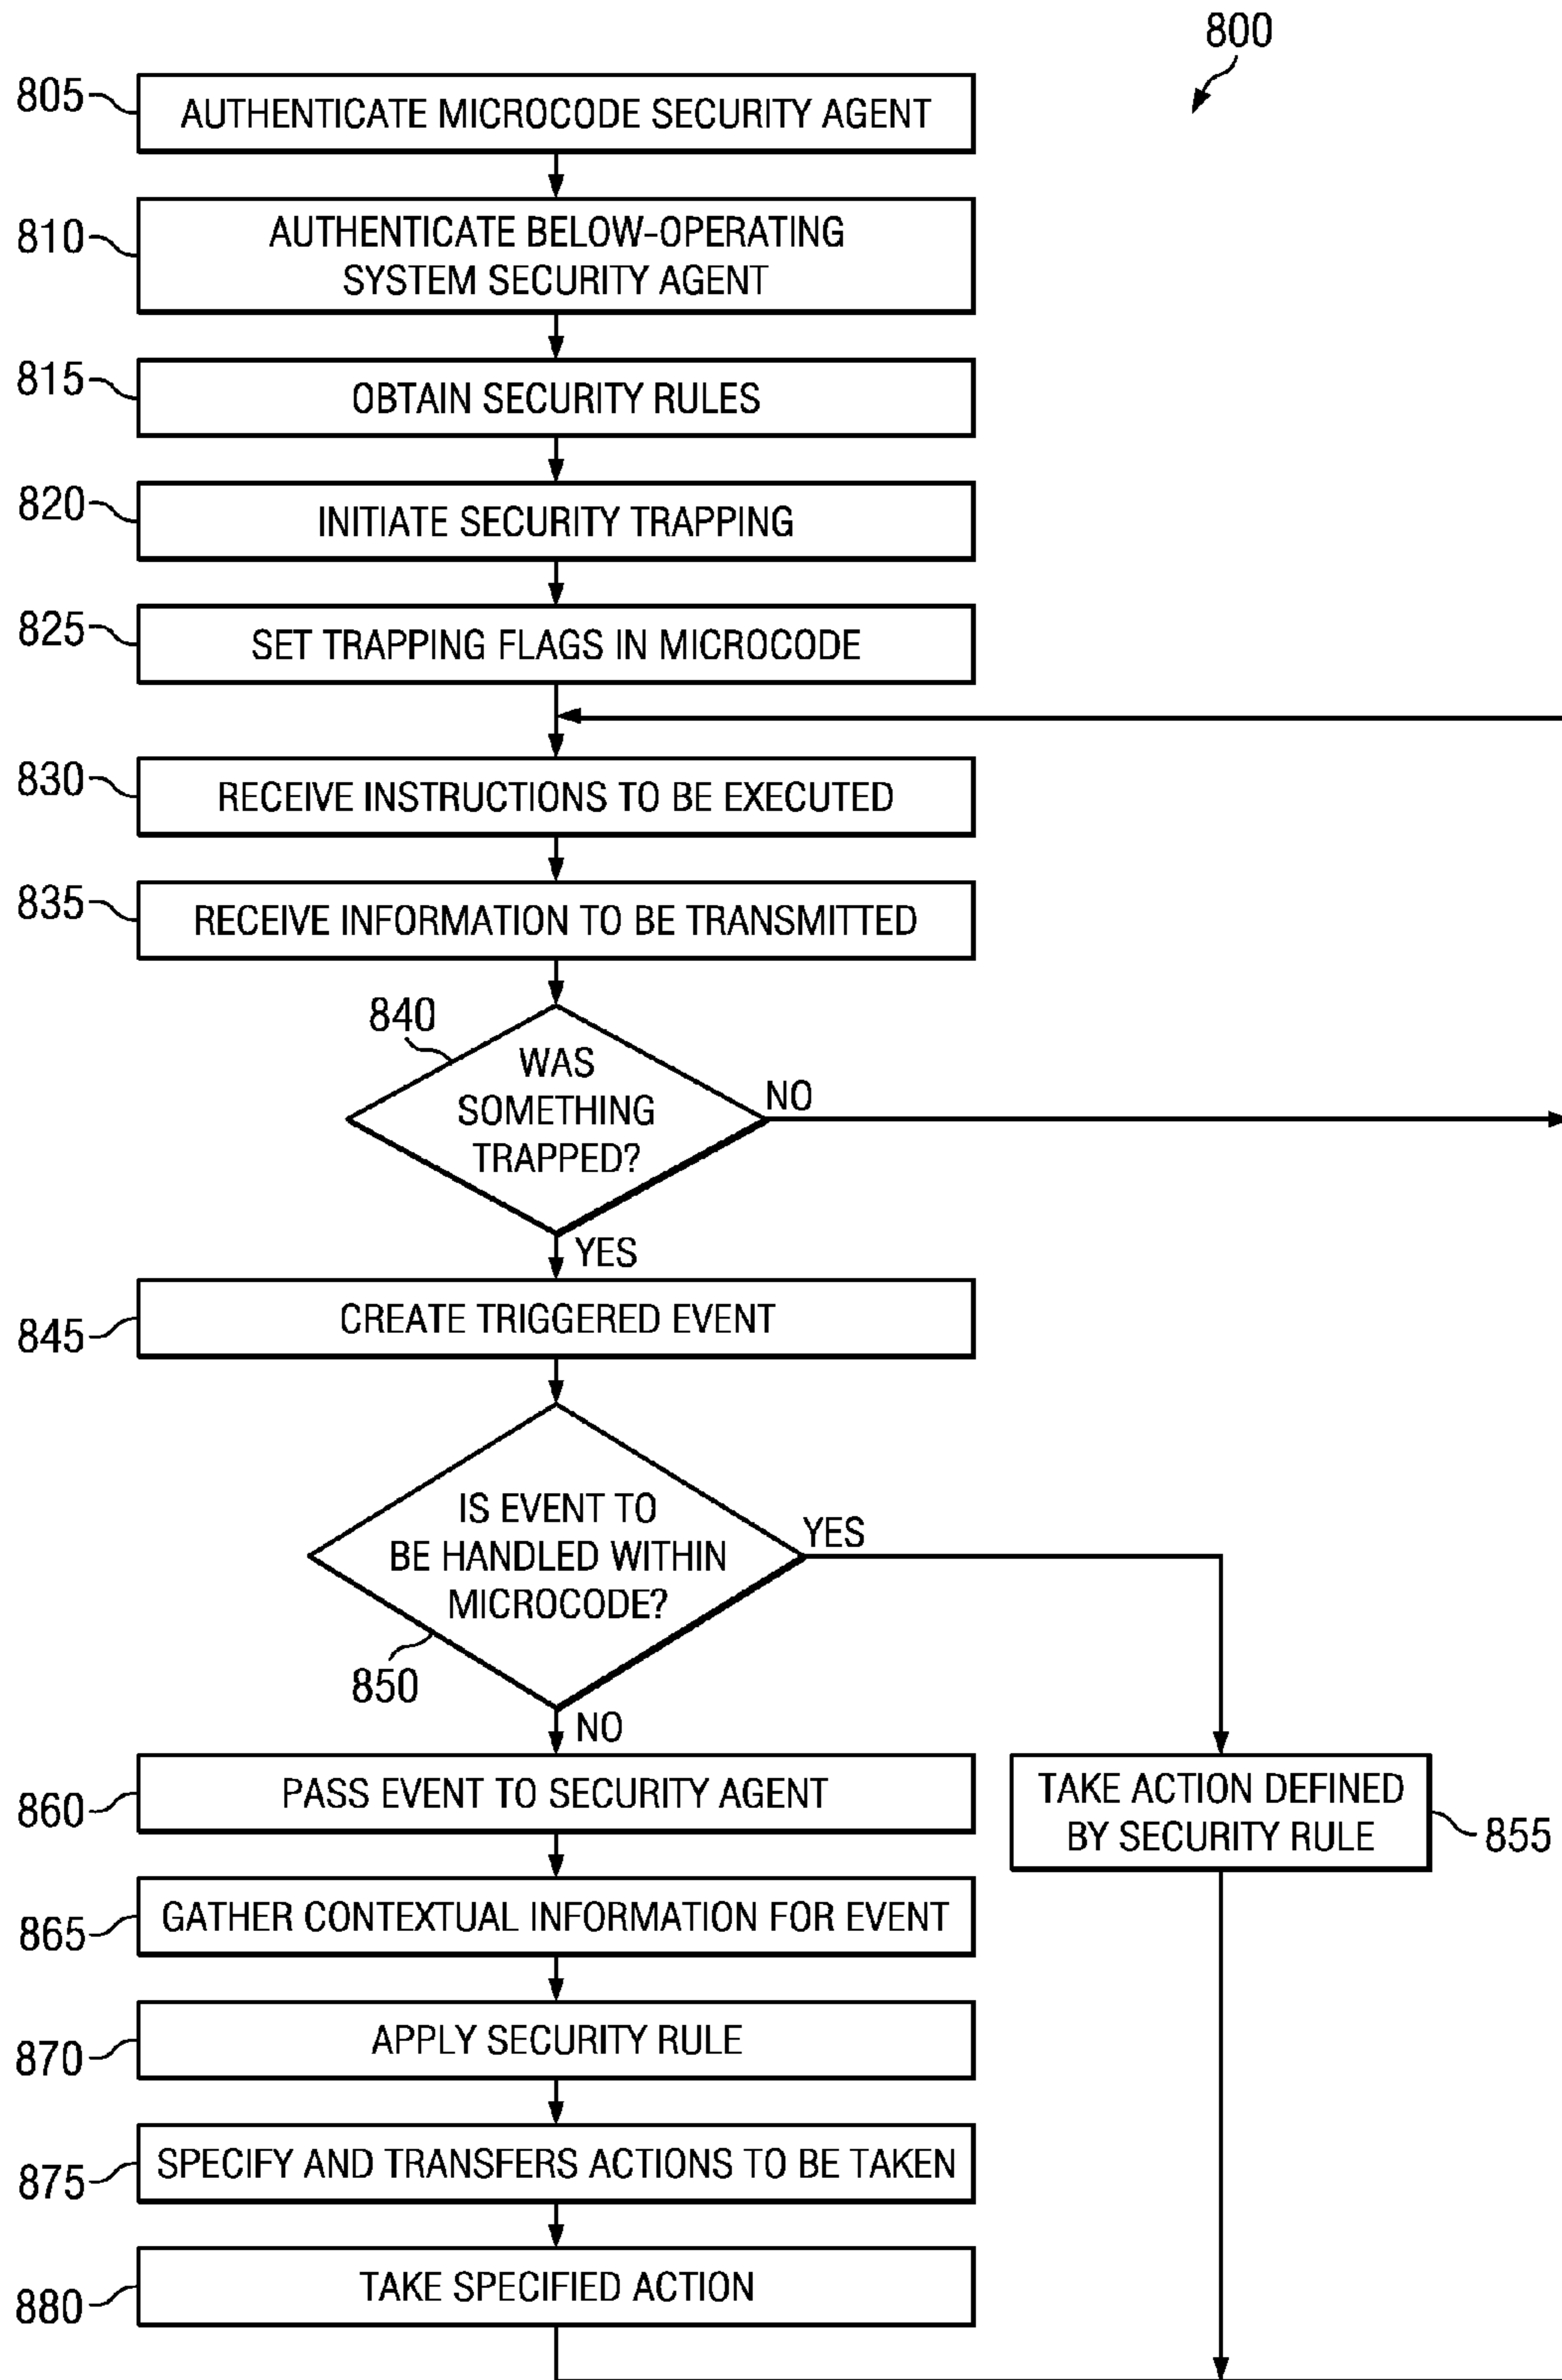 800
805
AUTHENTICATE MICROCODE SECURITY AGENT
810
AUTHENTICATE BELOW-OPERATING
SYSTEM SECURITY AGENT
815
OBTAIN SECURITY RULES
820
INITIATE SECURITY TRAPPING
825
SET TRAPPING FLAGS IN MICROCODE
830
RECEIVE INSTRUCTIONS TO BE EXECUTED
835
RECEIVE INFORMATION TO BE TRANSMITTED
840
WAS
SOMETHING
TRAPPED?
NO
YES
845
CREATE TRIGGERED EVENT
IS EVENT TO
BE HANDLED WITHIN
MICROCODE?
YES
850
NO
860
PASS EVENT TO SECURITY AGENT
TAKE ACTION DEFINED
BY SECURITY RULE
855
865
GATHER CONTEXTUAL INFORMATION FOR EVENT
870
APPLY SECURITY RULE
875
SPECIFY AND TRANSFERS ACTIONS TO BE TAKEN
880
TAKE SPECIFIED ACTION